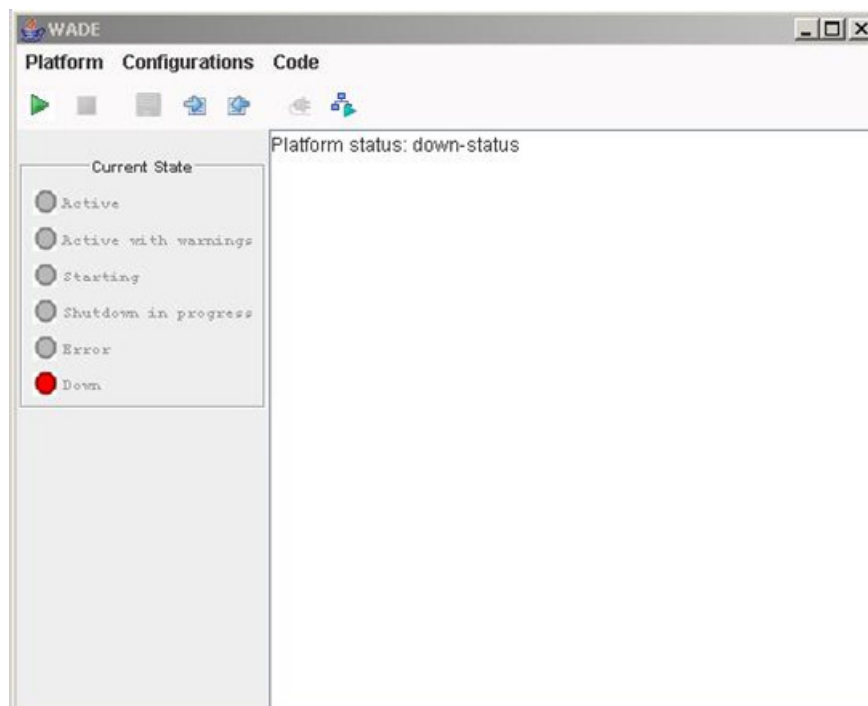 WADE
Platform Configurations Code
Platform status: down-status
Current State
Active
Active with warnings
Starting
Shutdown in progress
Error
Down